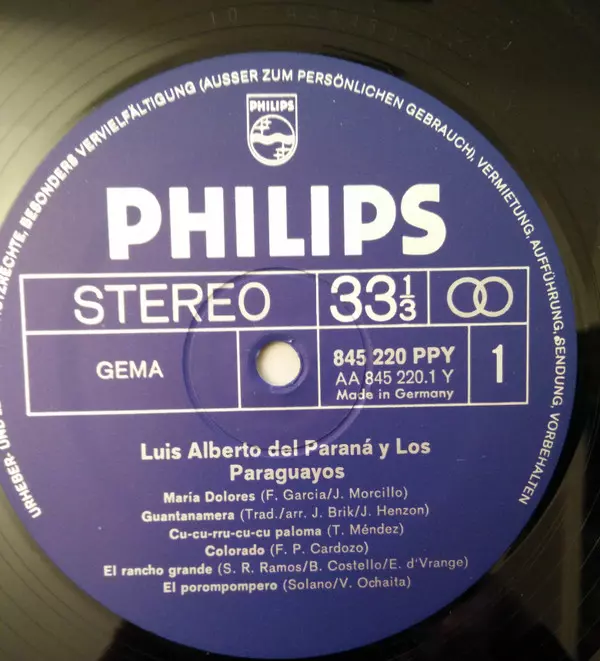 URHEBER- UND
TZRECHTE, BESONDERS VERVIELFÄLTIGUNG (AUSSER ZUM PERSÖNLICHEN GEBRAUCH), VERMIETUNG, AUFFÜHRUNG, SENDUNG, VORBEHALTEN
PHILIPS
PHILIPS
STEREO 33⅓
GEMA 845 220 PPY 1
AA 845 220.1 Y
Made in Germany
Luis Alberto del Paraná y Los
Paraguayos
María Dolores (F. Garcia/J. Morcillo)
Guantanamera (Trad./arr. J. Brik/J. Henzon)
Cu-cu-rru-cu-cu paloma (T. Méndez)
Colorado (F. P. Cardozo)
El rancho grande (S. R. Ramos/B. Costello/E. d'Vrange)
El porompompero (Solano/V. Ochaita)